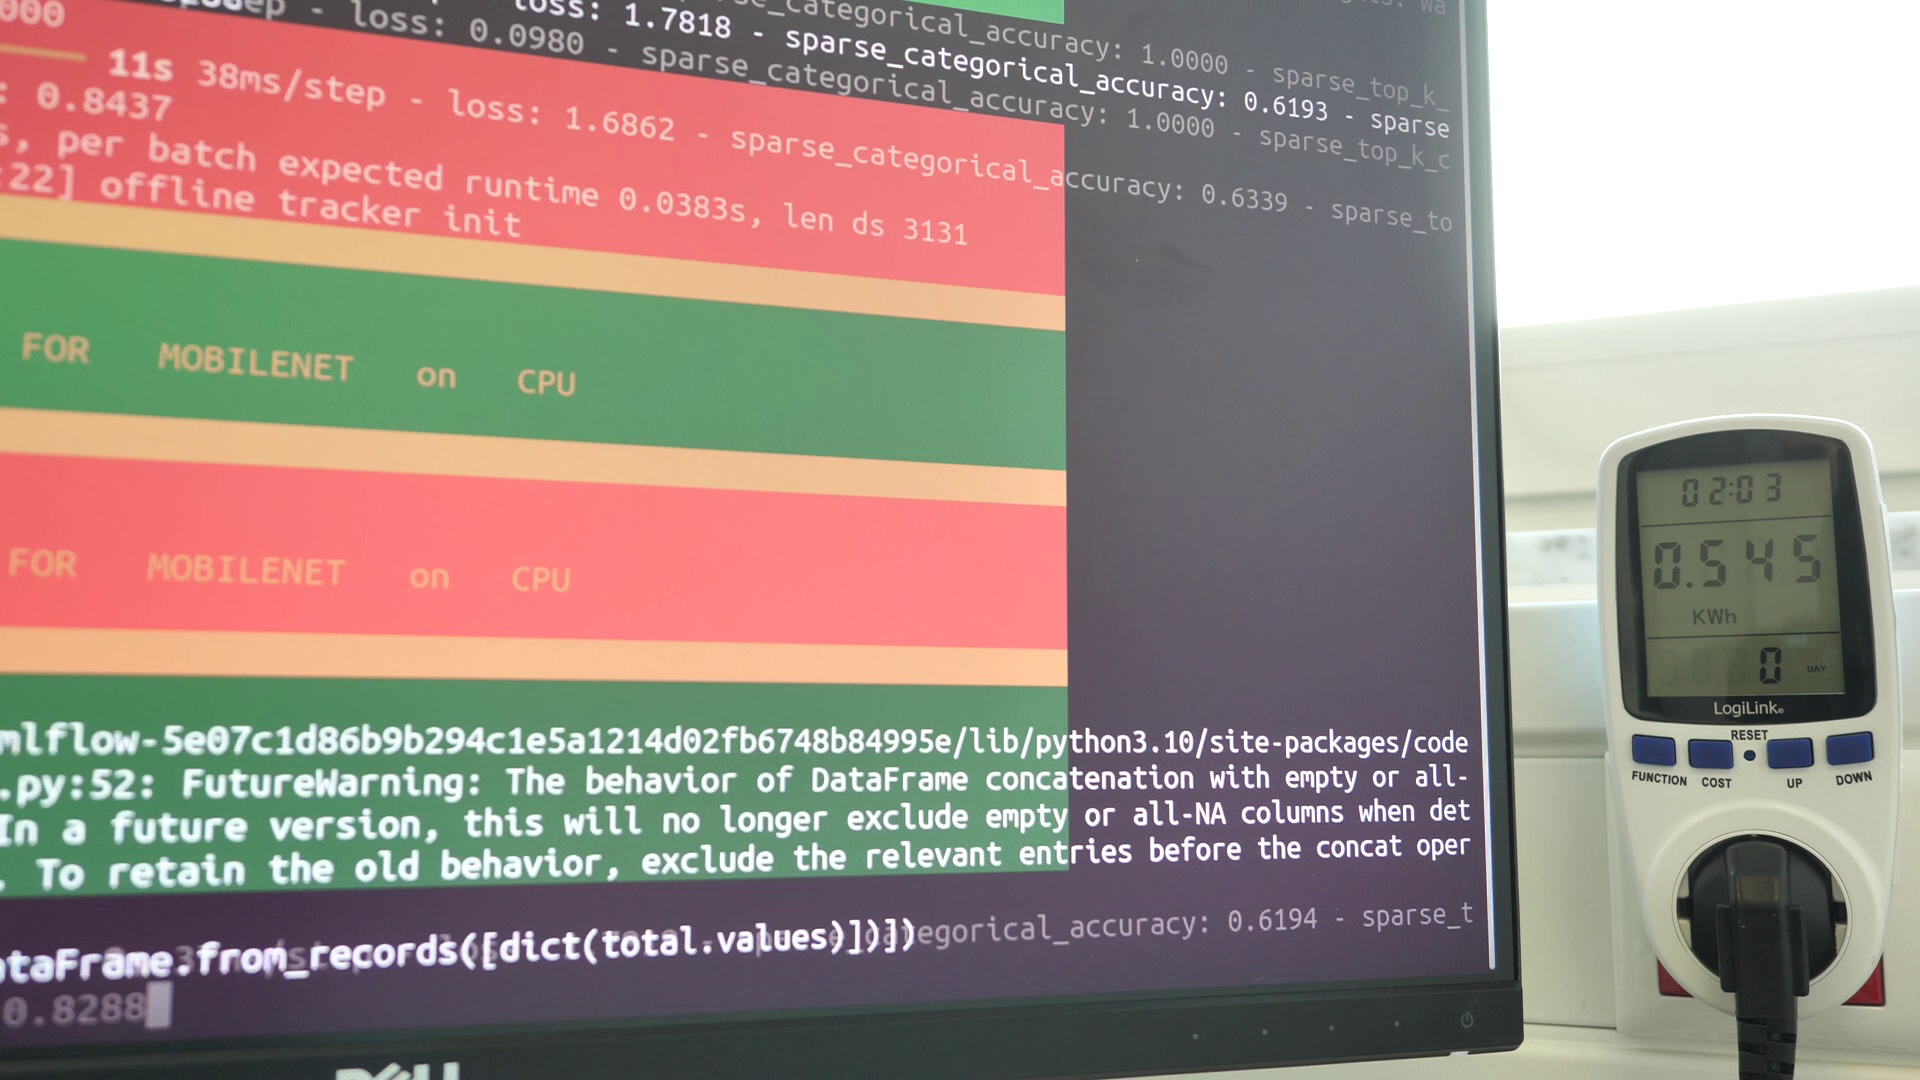 000
ep - loss: 0.0980 - sparse_categorical_accuracy: 1.0000 - sparse_top_k_c
loss: 1.7818 - sparse_categorical_accuracy: 0.6193 - sparse
_categorical_accuracy: 1.0000 - sparse_top_k_
11s 38ms/step - loss: 1.6862 - sparse_categorical_accuracy: 0.6339 - sparse_to
: 0.8437
s, per batch expected runtime 0.0383s, len ds 3131
:22] offline tracker init
FOR MOBILENET on CPU
FOR MOBILENET on CPU
mlflow-5e07c1d86b9b294c1e5a1214d02fb6748b84995e/lib/python3.10/site-packages/code
.py:52: FutureWarning: The behavior of DataFrame concatenation with empty or all-
In a future version, this will no longer exclude empty or all-NA columns when det
. To retain the old behavior, exclude the relevant entries before the concat oper
ataFrame.from_records([dict(total.values)])])
categorical_accuracy: 0.6194 - sparse_t
0.8288
DELL
02:03
0.545
KWh
0 DAY
LogiLink®
RESET
FUNCTION COST UP DOWN